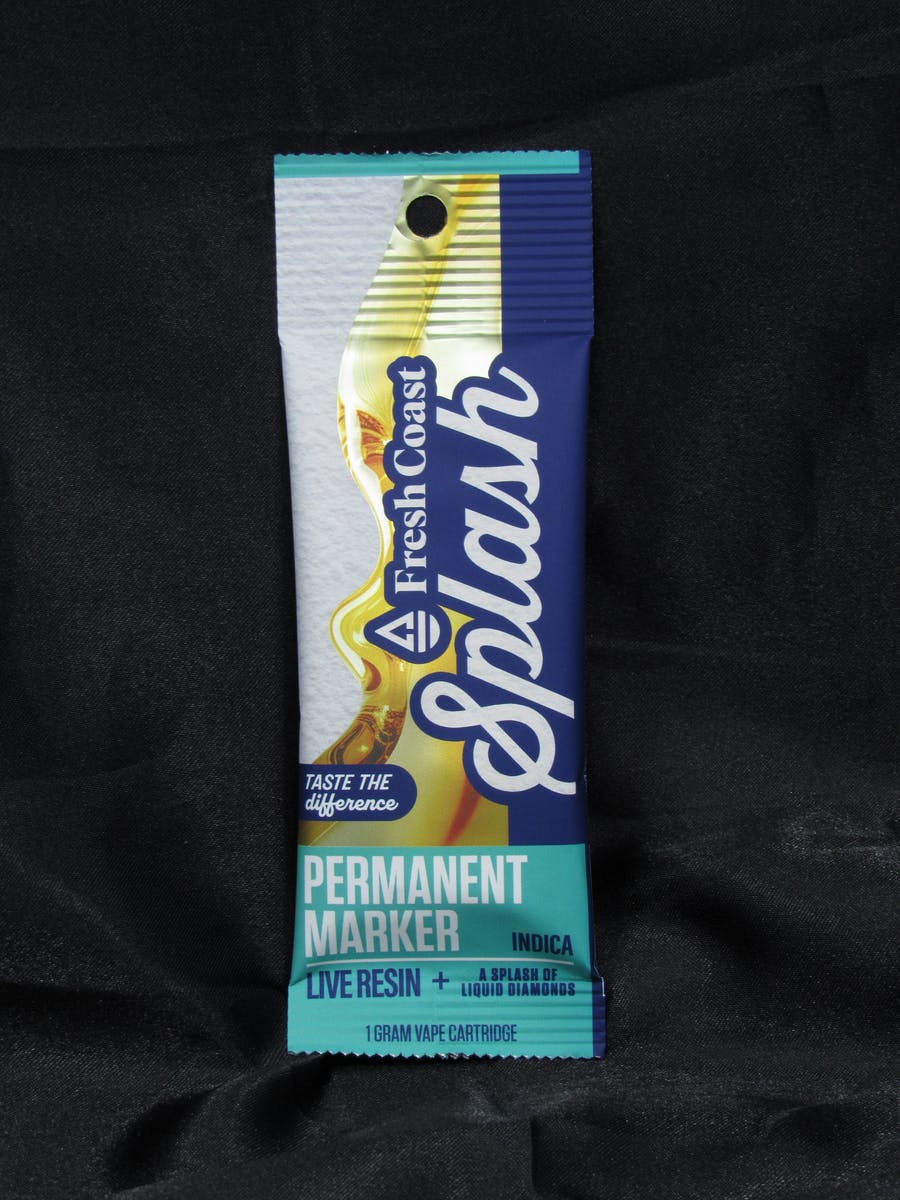 Fresh Coast
Splash
TASTE THE
difference
PERMANENT
MARKER
INDICA
LIVE RESIN + A SPLASH OF
LIQUID DIAMONDS
1 GRAM VAPE CARTRIDGE